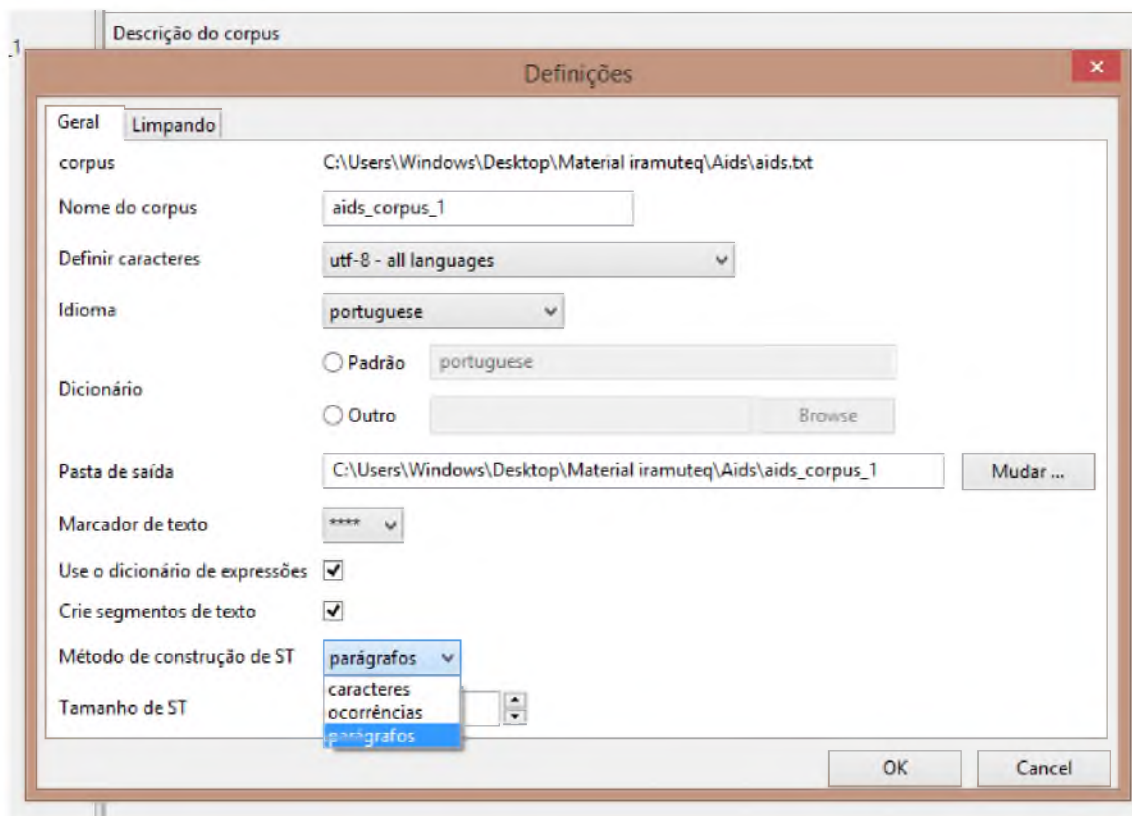 _1
Descrição do corpus
Definições
Geral Limpando
corpus C:\Users\Windows\Desktop\Material iramuteq\Aids\aids.txt
Nome do corpus aids_corpus_1
Definir caracteres utf-8 - all languages
Idioma portuguese
Dicionário
Padrão portuguese
Outro Browse
Pasta de saída C:\Users\Windows\Desktop\Material iramuteq\Aids\aids_corpus_1 Mudar ...
Marcador de texto ****
Use o dicionário de expressões
Crie segmentos de texto
Método de construção de ST parágrafos
caracteres
Tamanho de ST ocorrências
parágrafos
OK Cancel